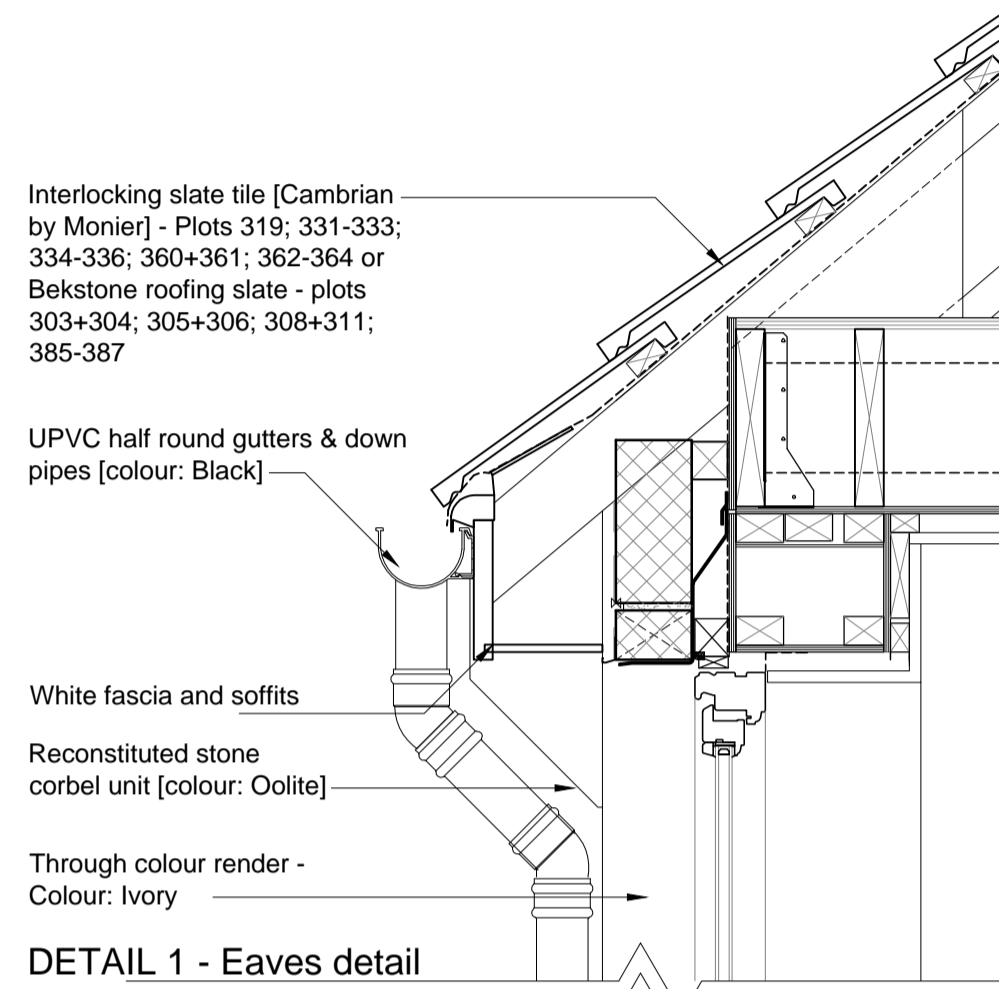 Interlocking slate tile [Cambrian
by Monier] - Plots 319; 331-333;
334-336; 360+361; 362-364 or
Bekstone roofing slate - plots
303+304; 305+306; 308+311;
385-387
UPVC half round gutters & down
pipes [colour: Black]
White fascia and soffits
Reconstituted stone
corbel unit [colour: Oolite]
Through colour render -
Colour: Ivory
DETAIL 1 - Eaves detail